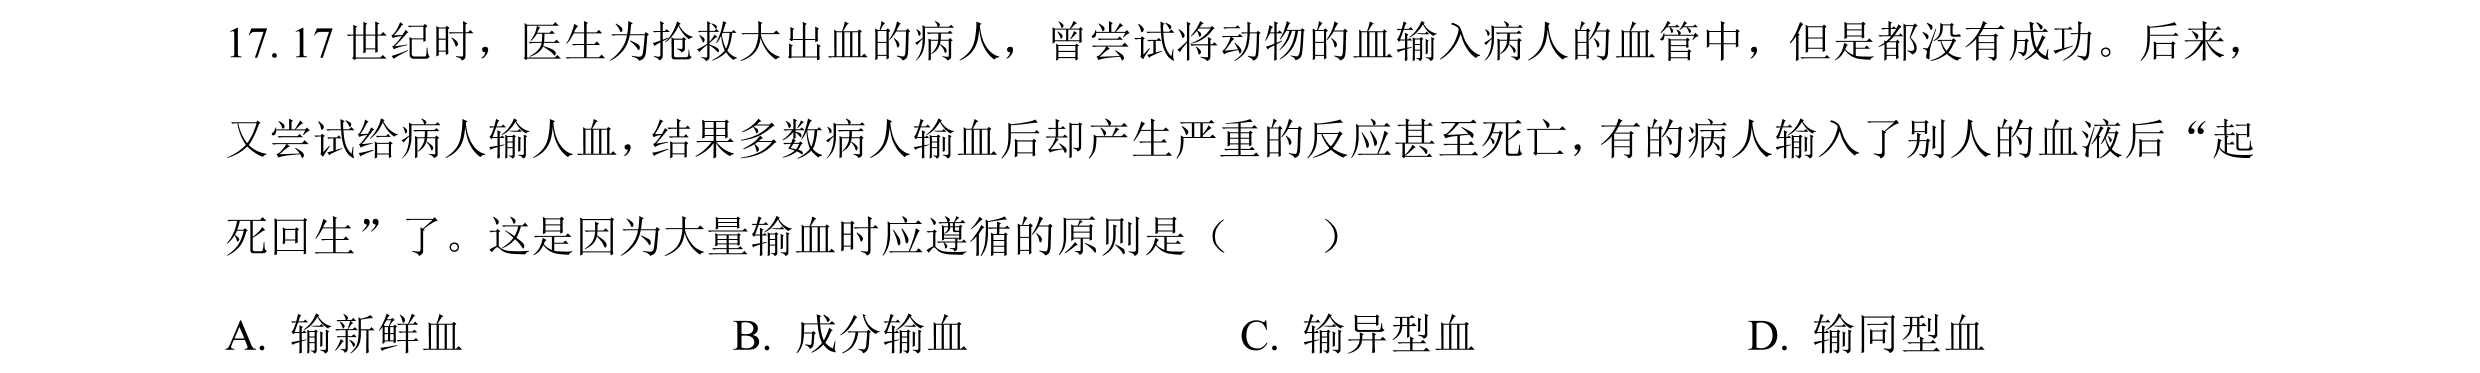 17. 17 世纪时，医生为抢救大出血的病人，曾尝试将动物的血输入病人的血管中，但是都没有成功。后来，
又尝试给病人输人血，结果多数病人输血后却产生严重的反应甚至死亡，有的病人输入了别人的血液后“起
死回生”了。这是因为大量输血时应遵循的原则是（  ）
A. 输新鲜血 B. 成分输血 C. 输异型血 D. 输同型血